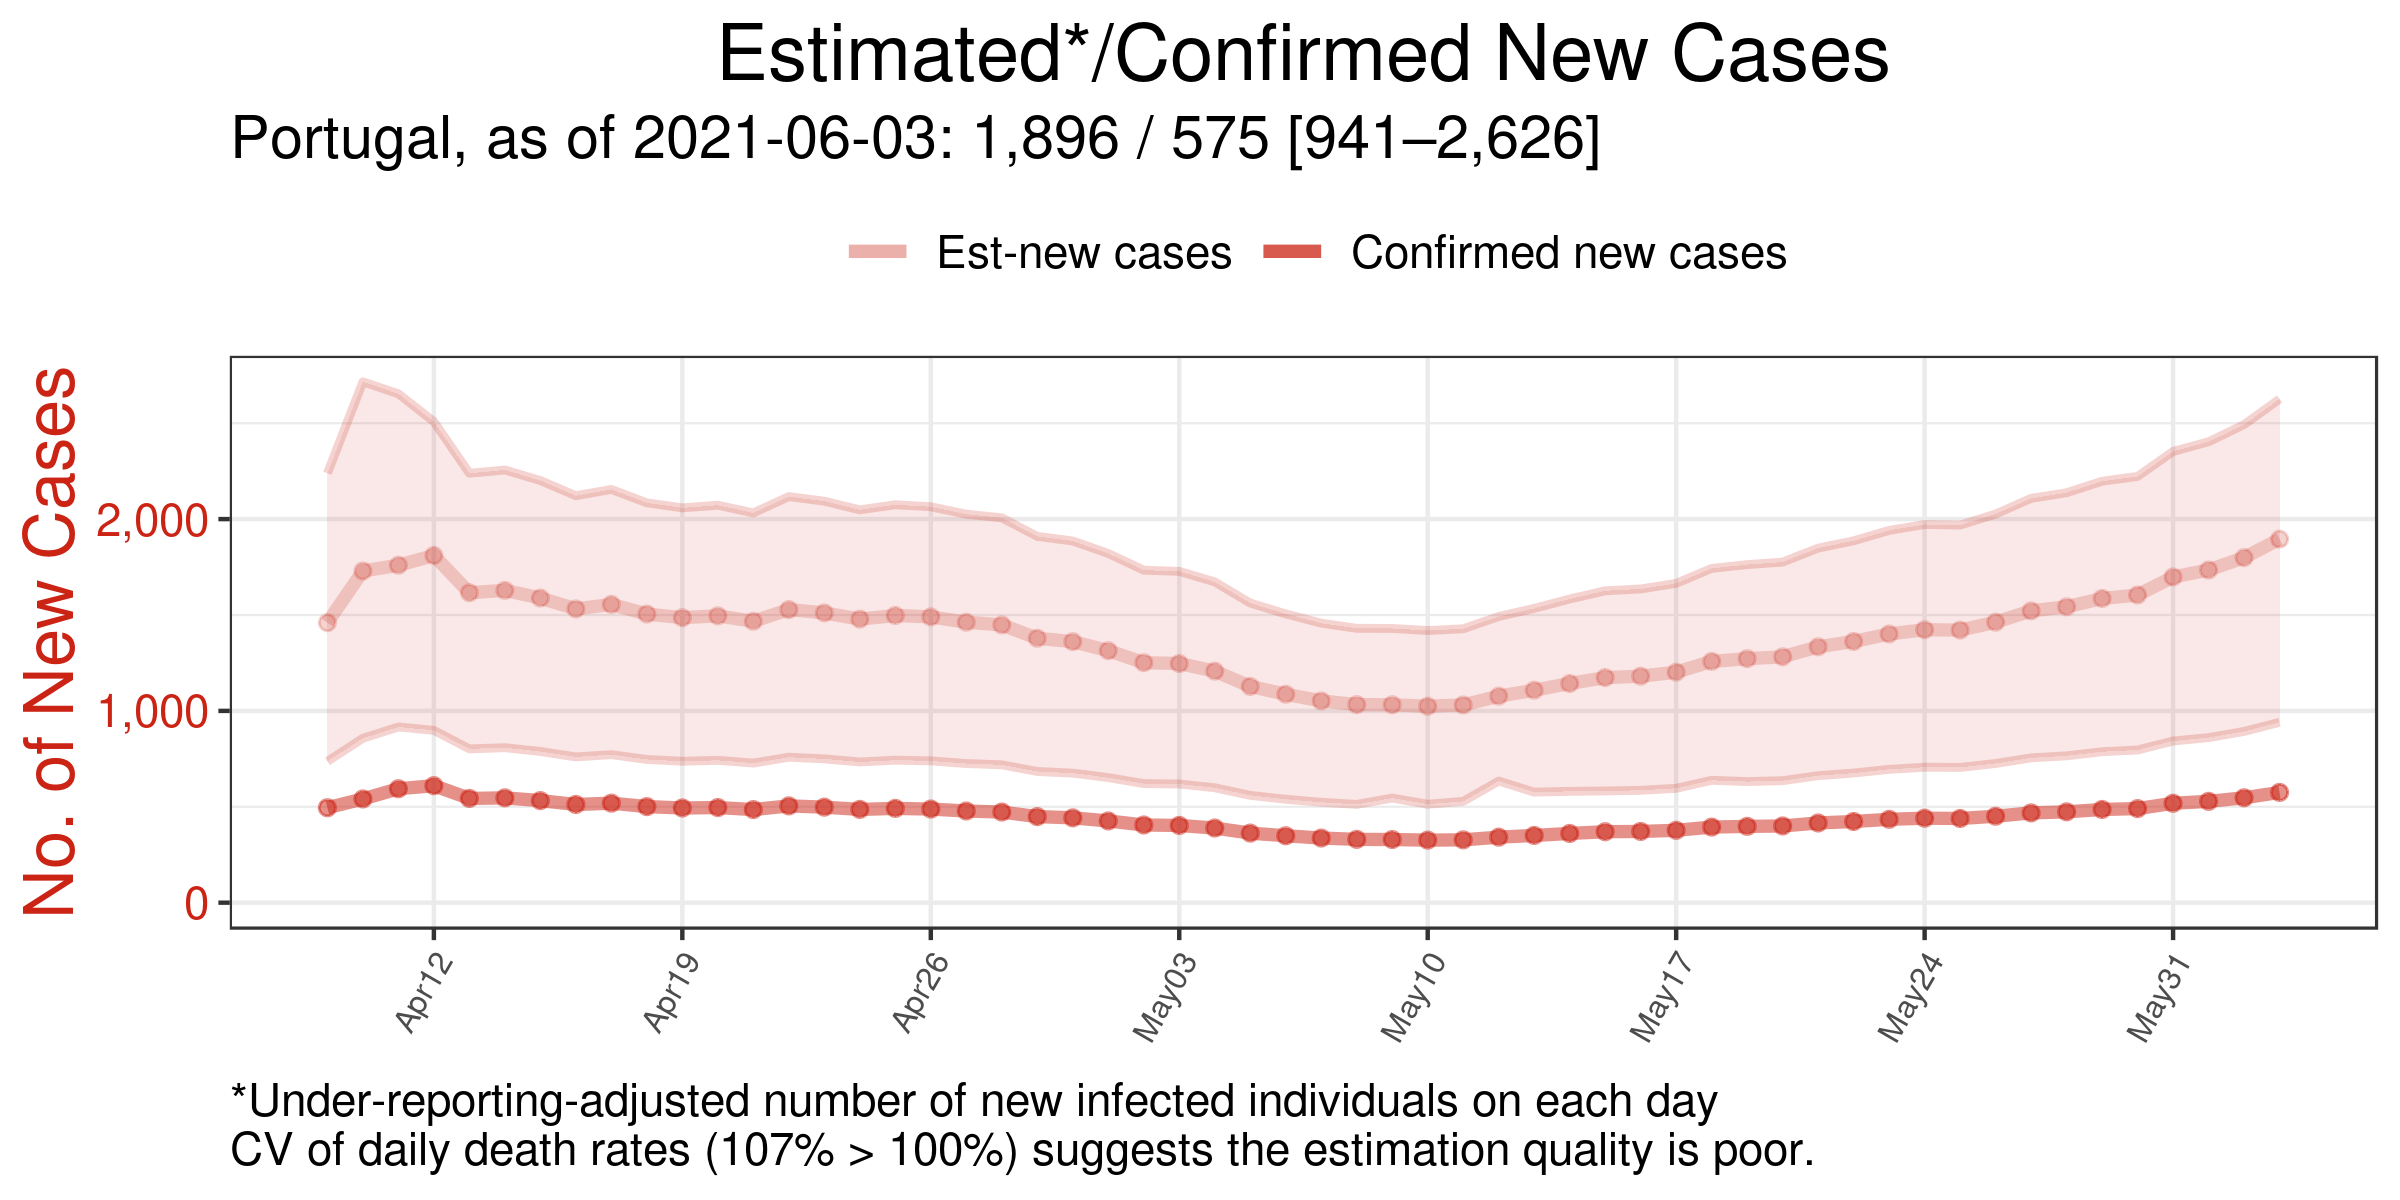 Estimated*/Confirmed New Cases
Portugal, as of 2021-06-03: 1,896 / 575 [941–2,626]
Est-new cases
Confirmed new cases
No. of New Cases
2,000
1,000
0
Apr12
Apr19
Apr26
May03
May10
May17
May24
May31
*Under-reporting-adjusted number of new infected individuals on each day
CV of daily death rates (107% > 100%) suggests the estimation quality is poor.